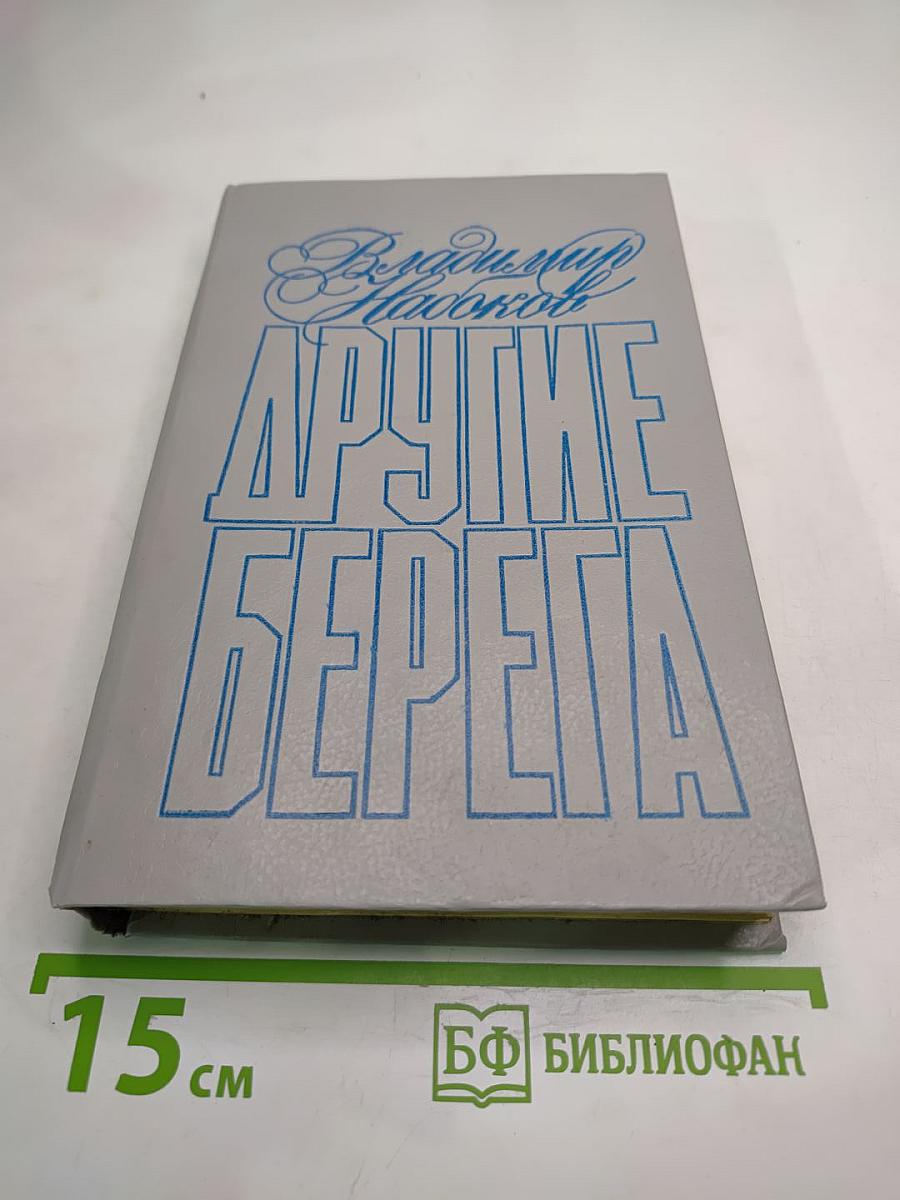 Владимир
Набоков
ДРУГИЕ
БЕРЕГА
15 см
БФ БИБЛИОФАН